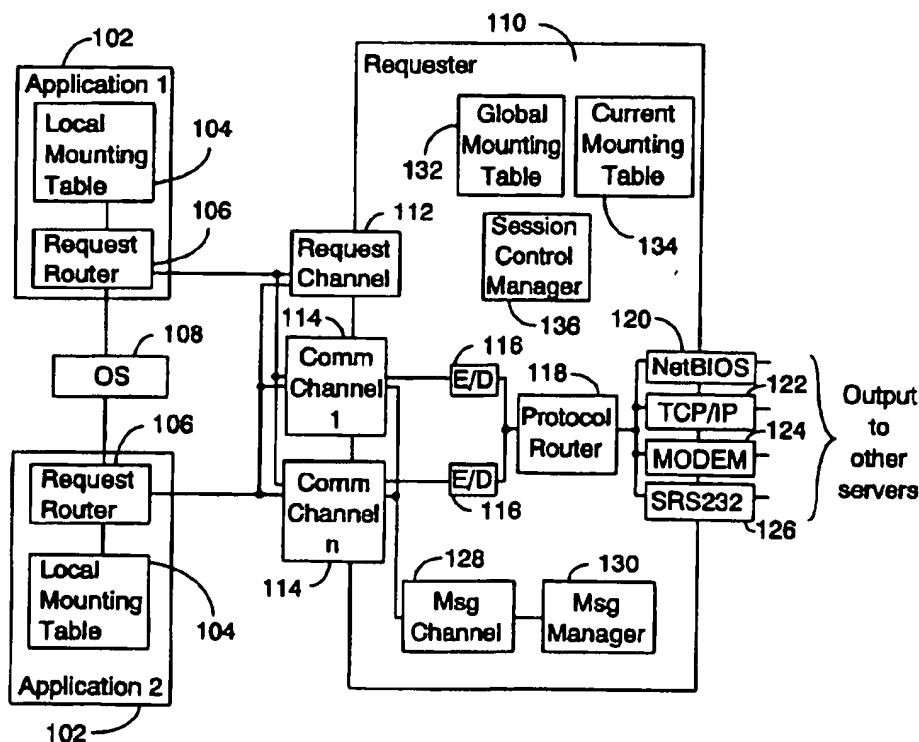 102
Application 1
Local
Mounting
Table
104
106
Request
Router
108
OS
106
Request
Router
Local
Mounting
Table
104
Application 2
102
110
Requester
Global
Mounting
Table
132
Current
Mounting
Table
134
112
Request
Channel
Session
Control
Manager
136
114
Comm
Channel
1
116
E/D
118
Protocol
Router
120
NetBIOS
122
TCP/IP
124
MODEM
SRS232
126
Output
to
other
servers
Comm
Channel
n
114
E/D
116
128
Msg
Channel
130
Msg
Manager